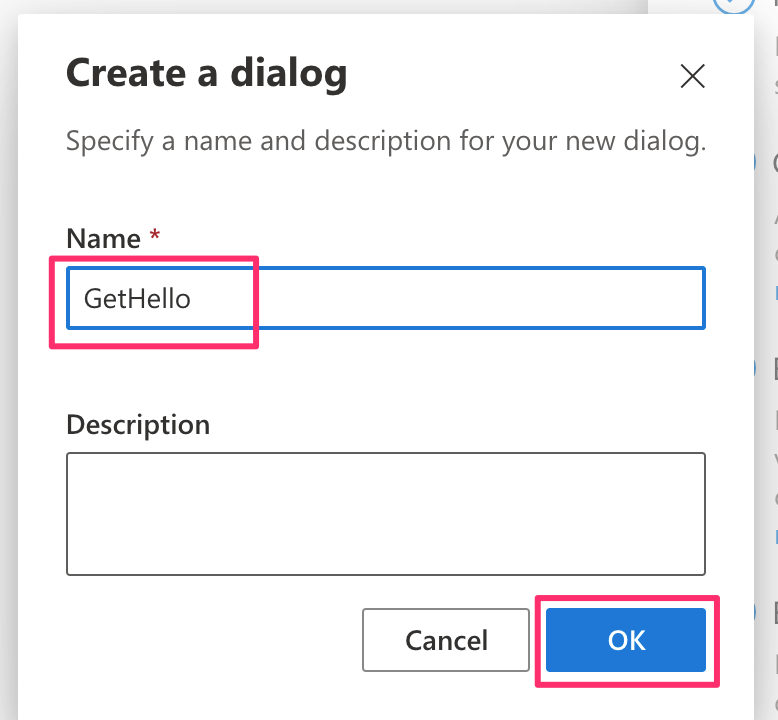 Create a dialog
Specify a name and description for your new dialog.
Name *
GetHello
Description
Cancel
OK